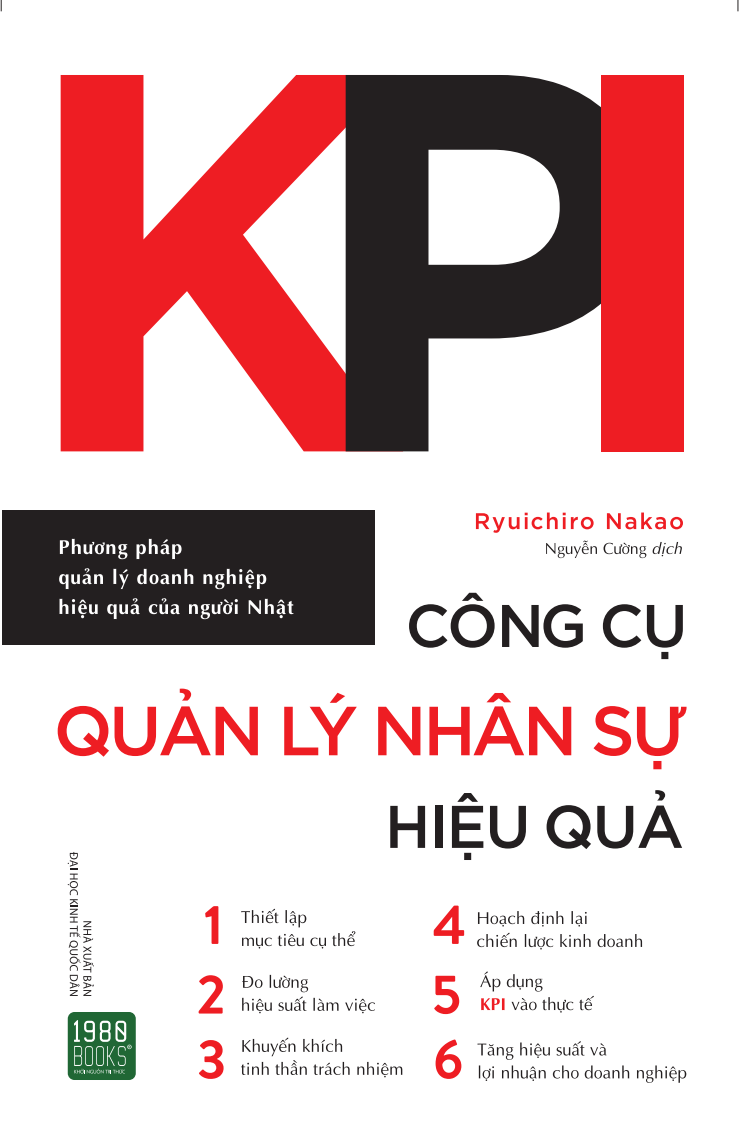 KPI
Phương pháp
quản lý doanh nghiệp
hiệu quả của người Nhật
Ryuichiro Nakao
Nguyễn Cường dịch
CÔNG CỤ
QUẢN LÝ NHÂN SỰ
HIỆU QUẢ
1 Thiết lập
mục tiêu cụ thể
2 Đo lường
hiệu suất làm việc
3 Khuyến khích
tinh thần trách nhiệm
4 Hoạch định lại
chiến lược kinh doanh
5 Áp dụng
KPI vào thực tế
6 Tăng hiệu suất và
lợi nhuận cho doanh nghiệp
NHÀ XUẤT BẢN
ĐẠI HỌC KINH TẾ QUỐC DÂN
1980
BOOKS®
KHƠI NGUỒN TRI THỨC